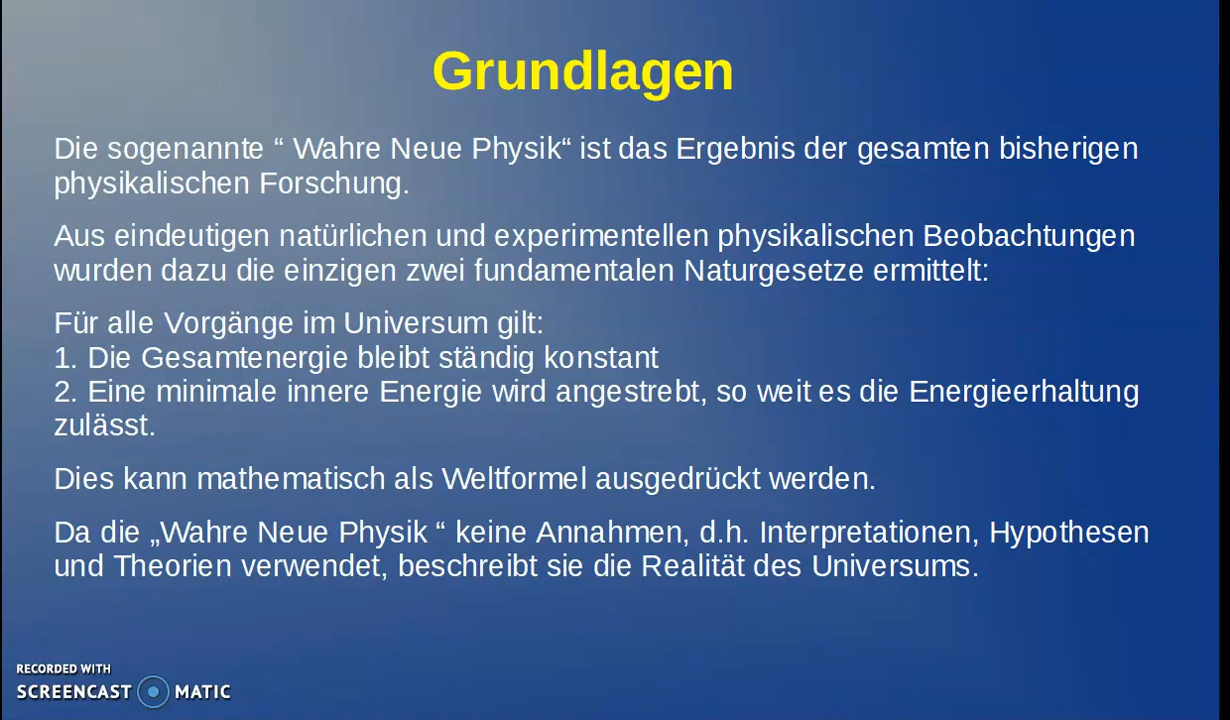 Grundlagen
Die sogenannte “ Wahre Neue Physik“ ist das Ergebnis der gesamten bisherigen
physikalischen Forschung.
Aus eindeutigen natürlichen und experimentellen physikalischen Beobachtungen
wurden dazu die einzigen zwei fundamentalen Naturgesetze ermittelt:
Für alle Vorgänge im Universum gilt:
1. Die Gesamtenergie bleibt ständig konstant
2. Eine minimale innere Energie wird angestrebt, so weit es die Energieerhaltung
zulässt.
Dies kann mathematisch als Weltformel ausgedrückt werden.
Da die „Wahre Neue Physik “ keine Annahmen, d.h. Interpretationen, Hypothesen
und Theorien verwendet, beschreibt sie die Realität des Universums.
RECORDED WITH
SCREENCAST MATIC